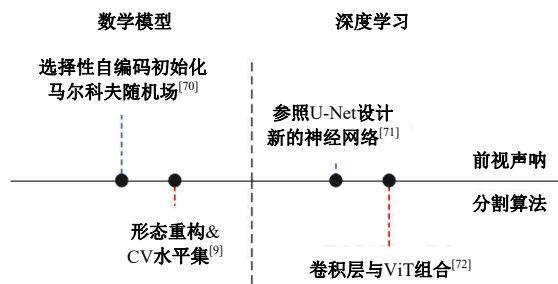 数学模型
深度学习
选择性自编码初始化
马尔科夫随机场[70]
参照U-Net设计
新的神经网络[71]
前视声呐
分割算法
形态重构&
CV水平集[9]
卷积层与ViT组合[72]